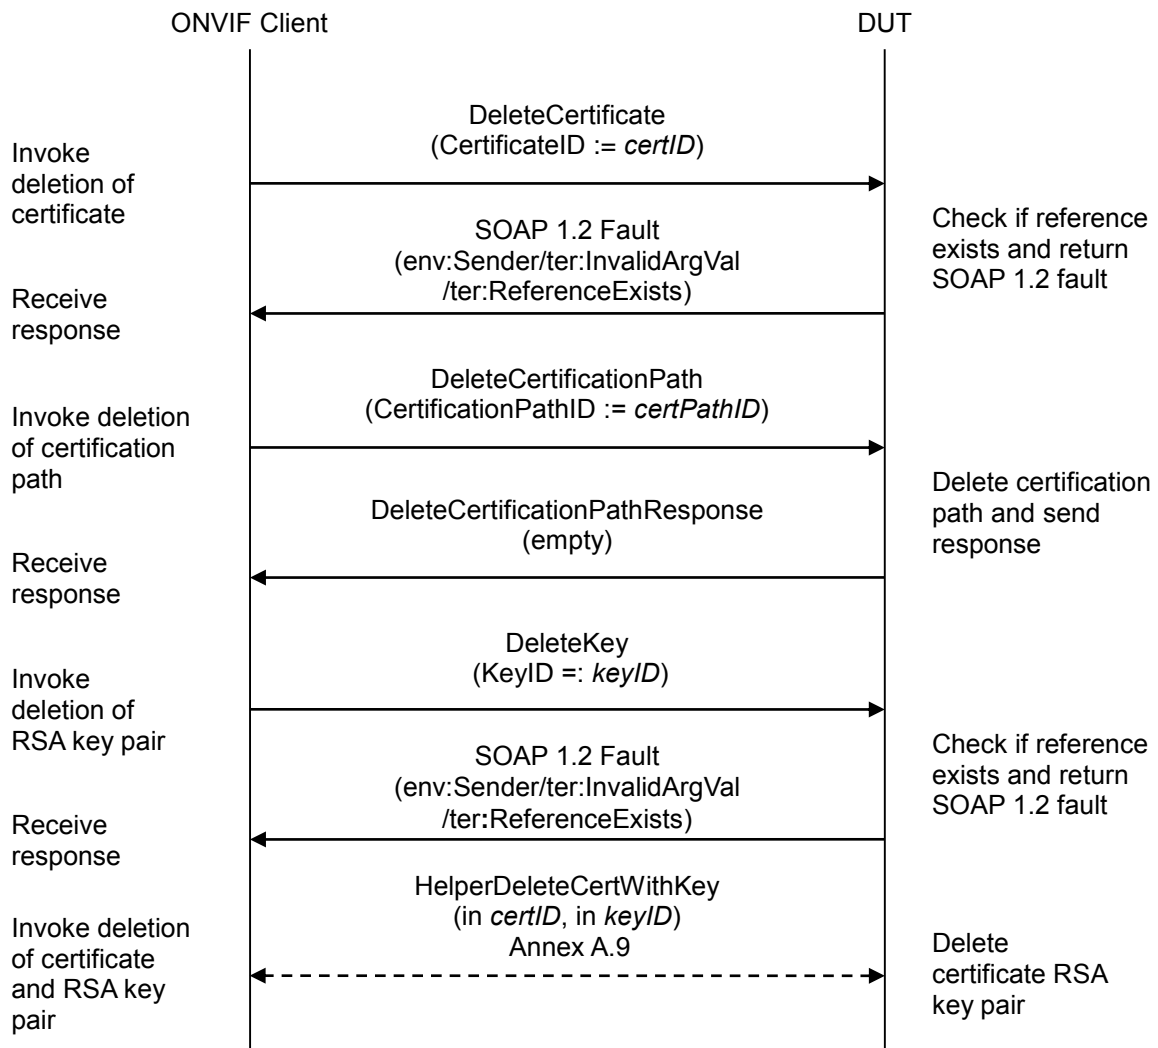 ONVIF Client
DUT
DeleteCertificate
(CertificateID := certID)
Invoke
deletion of
certificate
SOAP 1.2 Fault
(env:Sender/ter:InvalidArgVal
/ter:ReferenceExists)
Check if reference
exists and return
SOAP 1.2 fault
Receive
response
DeleteCertificationPath
(CertificationPathID := certPathID)
Invoke deletion
of certification
path
DeleteCertificationPathResponse
(empty)
Delete certification
path and send
response
Receive
response
DeleteKey
(KeyID =: keyID)
Invoke
deletion of
RSA key pair
SOAP 1.2 Fault
(env:Sender/ter:InvalidArgVal
/ter:ReferenceExists)
Check if reference
exists and return
SOAP 1.2 fault
Receive
response
HelperDeleteCertWithKey
(in certID, in keyID)
Annex A.9
Invoke deletion
of certificate
and RSA key
pair
Delete
certificate RSA
key pair